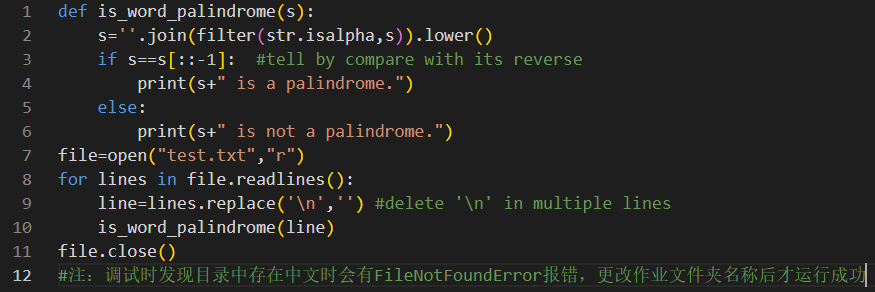 1 def is_word_palindrome(s):
2     s=''.join(filter(str.isalpha,s)).lower()
3     if s==s[::-1]:  #tell by compare with its reverse
4         print(s+" is a palindrome.")
5     else:
6         print(s+" is not a palindrome.")
7 file=open("test.txt","r")
8 for lines in file.readlines():
9     line=lines.replace('\n','') #delete '\n' in multiple lines
10     is_word_palindrome(line)
11 file.close()
12 #注：调试时发现目录中存在中文时会有FileNotFoundError报错，更改作业文件夹名称后才运行成功